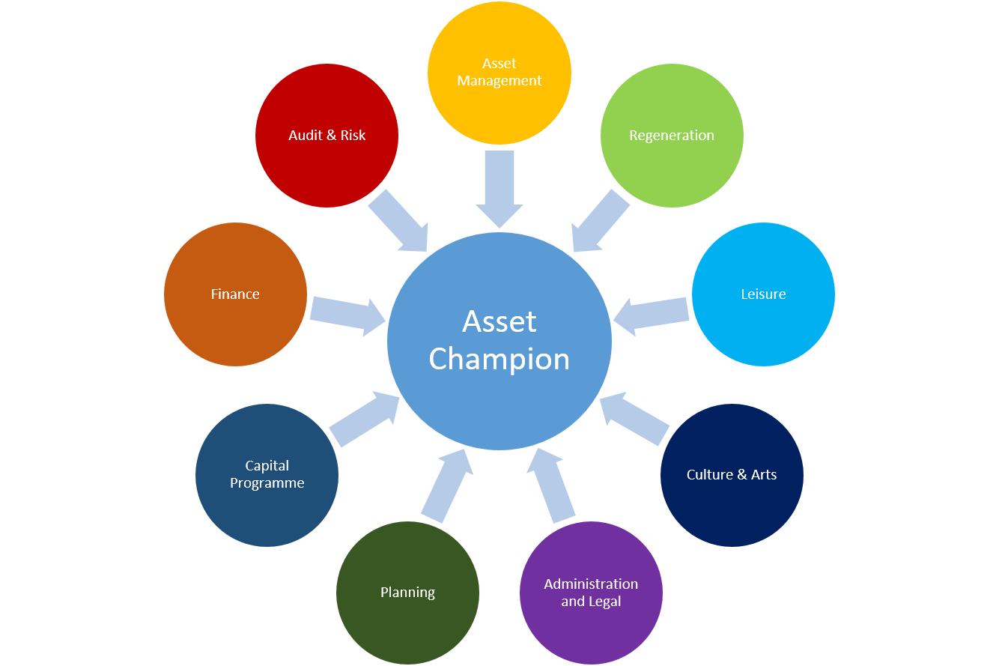 Asset
Management
Audit & Risk
Regeneration
Finance
Leisure
Asset
Champion
Capital
Programme
Culture & Arts
Planning
Administration
and Legal